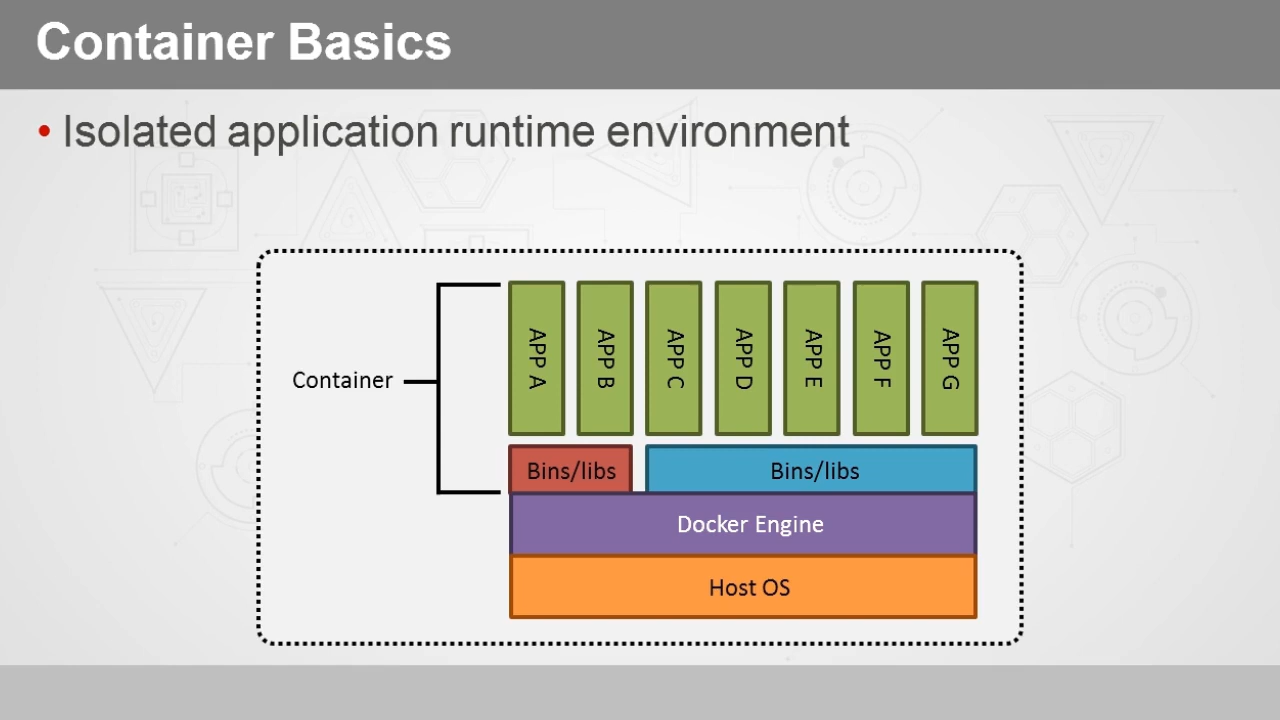 Container Basics
• Isolated application runtime environment
Container
APP A
APP B
APP C
APP D
APP E
APP F
APP G
Bins/libs
Bins/libs
Docker Engine
Host OS